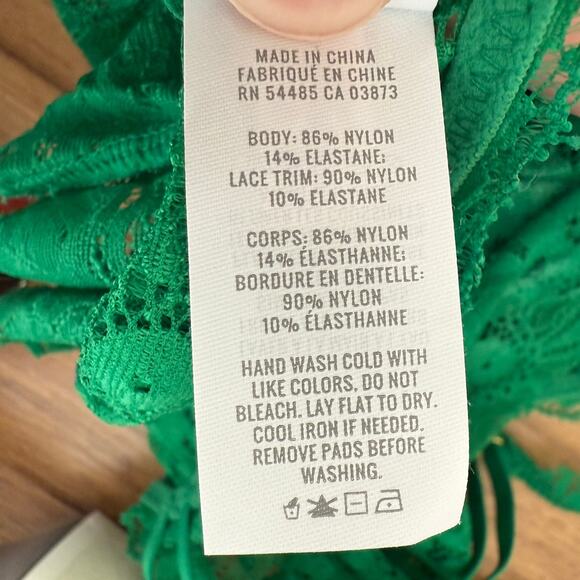 MADE IN CHINA
FABRIQUÉ EN CHINE
RN 54485 CA 03873
BODY: 86% NYLON
14% ELASTANE;
LACE TRIM: 90% NYLON
10% ELASTANE
CORPS: 86% NYLON
14% ÉLASTHANNE;
BORDURE EN DENTELLE:
90% NYLON
10% ÉLASTHANNE
HAND WASH COLD WITH
LIKE COLORS. DO NOT
BLEACH. LAY FLAT TO DRY.
COOL IRON IF NEEDED.
REMOVE PADS BEFORE
WASHING.